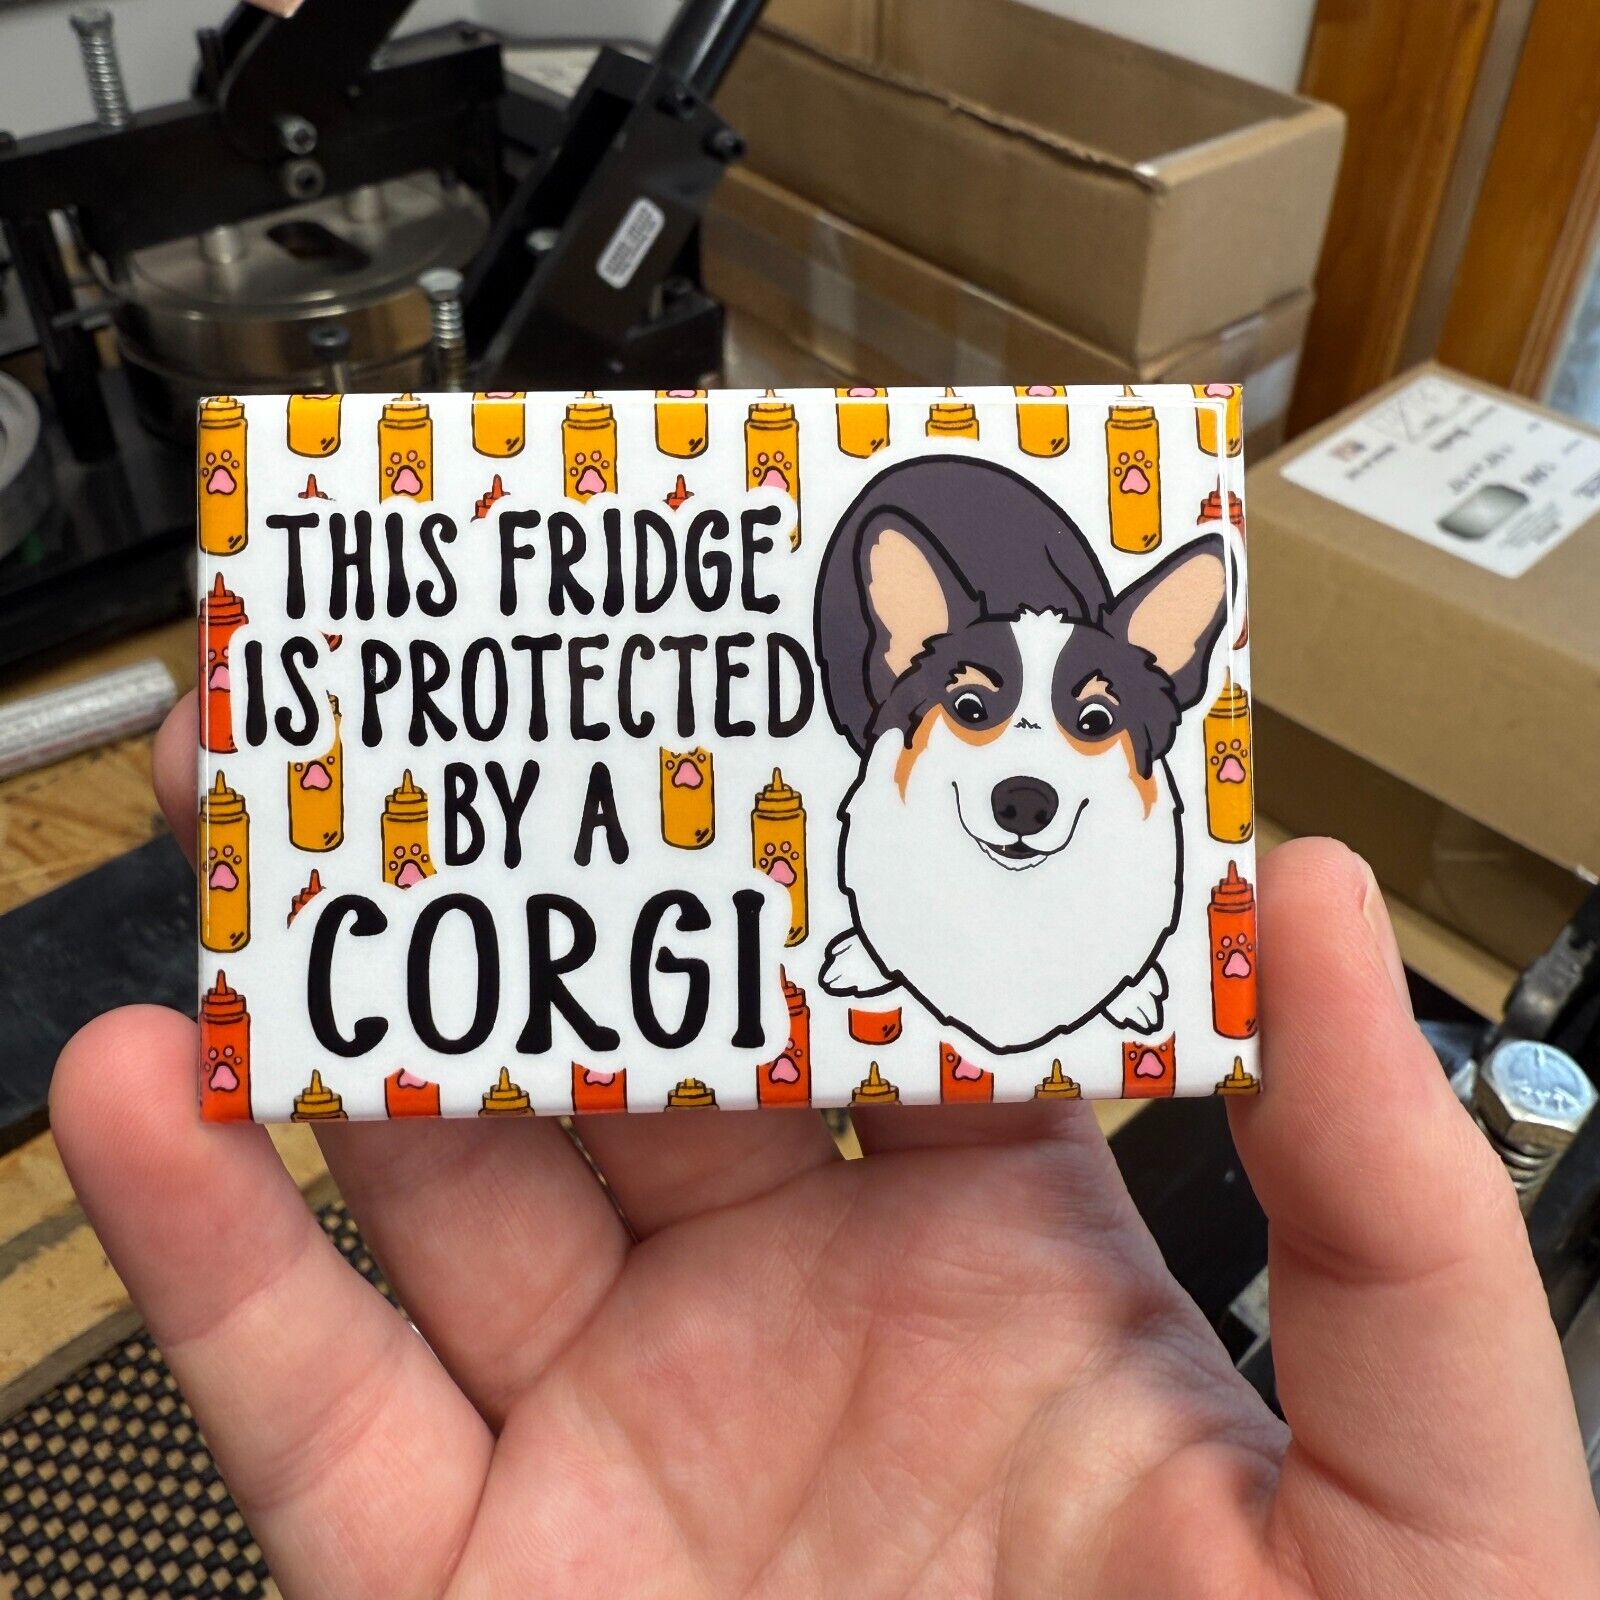 THIS FRIDGE
IS PROTECTED
BY A
CORGI